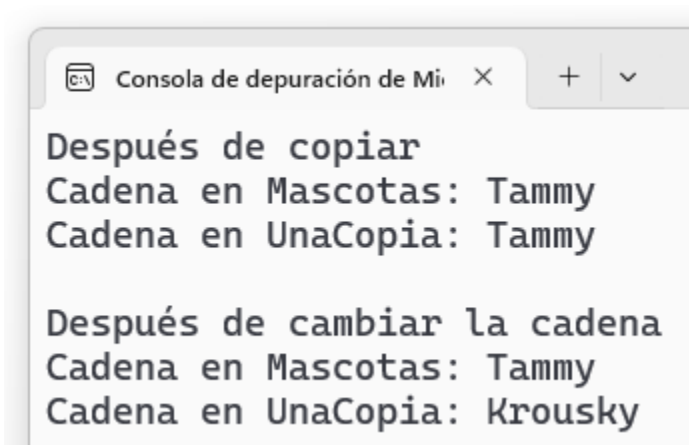 Consola de depuración de Mi
Después de copiar
Cadena en Mascotas: Tammy
Cadena en UnaCopia: Tammy
Después de cambiar la cadena
Cadena en Mascotas: Tammy
Cadena en UnaCopia: Krousky